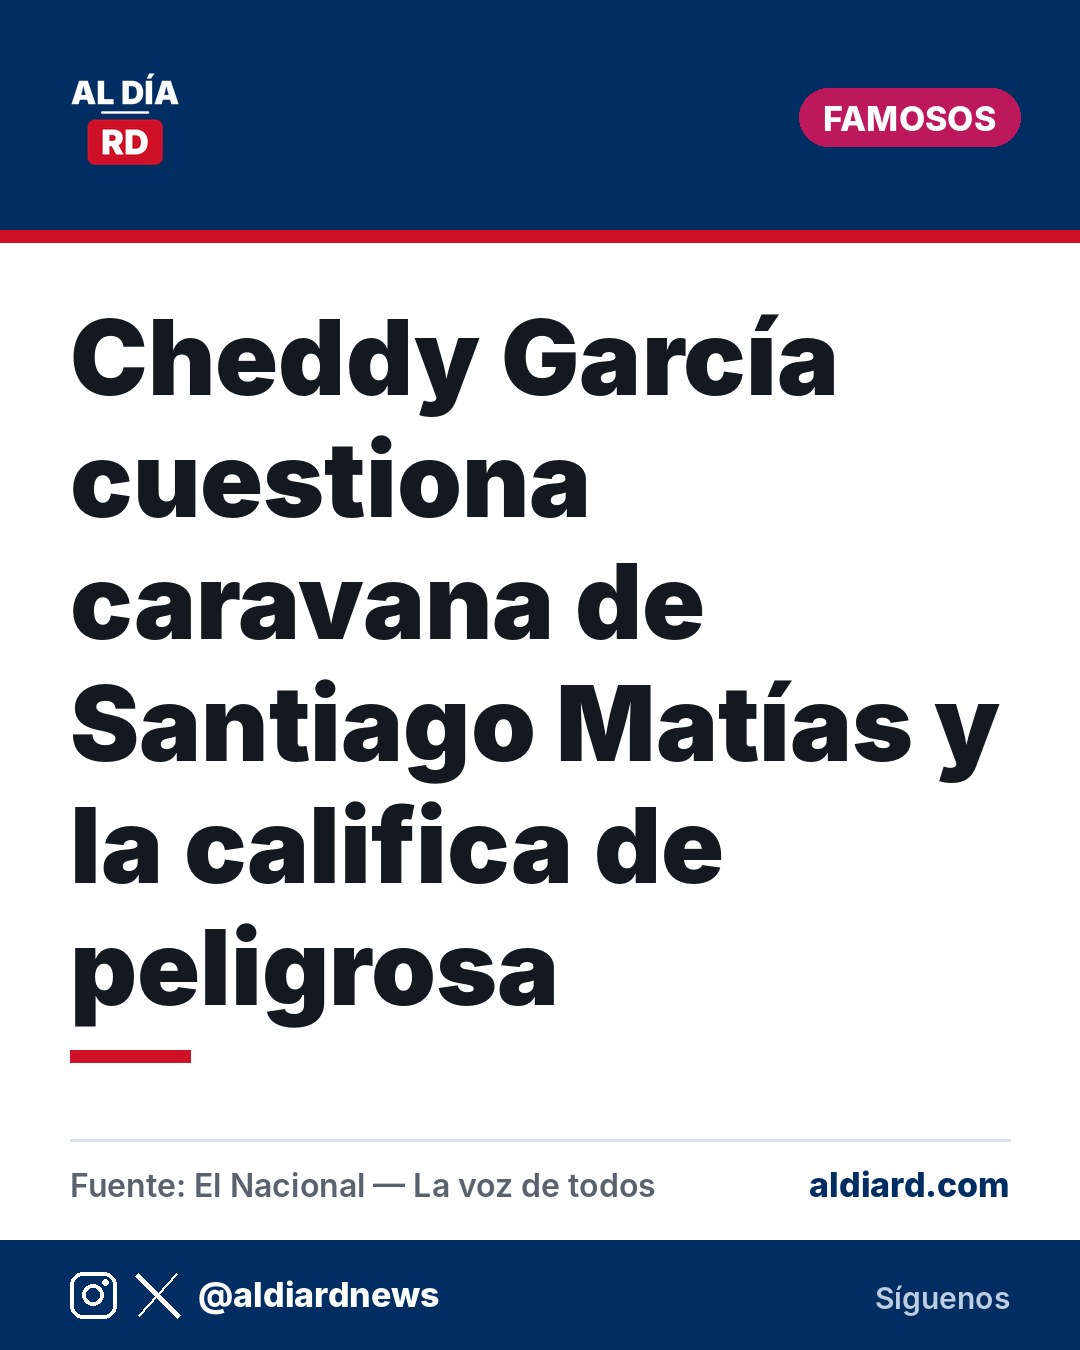 AL DÍA
RD
FAMOSOS
Cheddy García
cuestiona
caravana de
Santiago Matías y
la califica de
peligrosa
Fuente: El Nacional — La voz de todos
aldiard.com
@aldiardnews
Síguenos